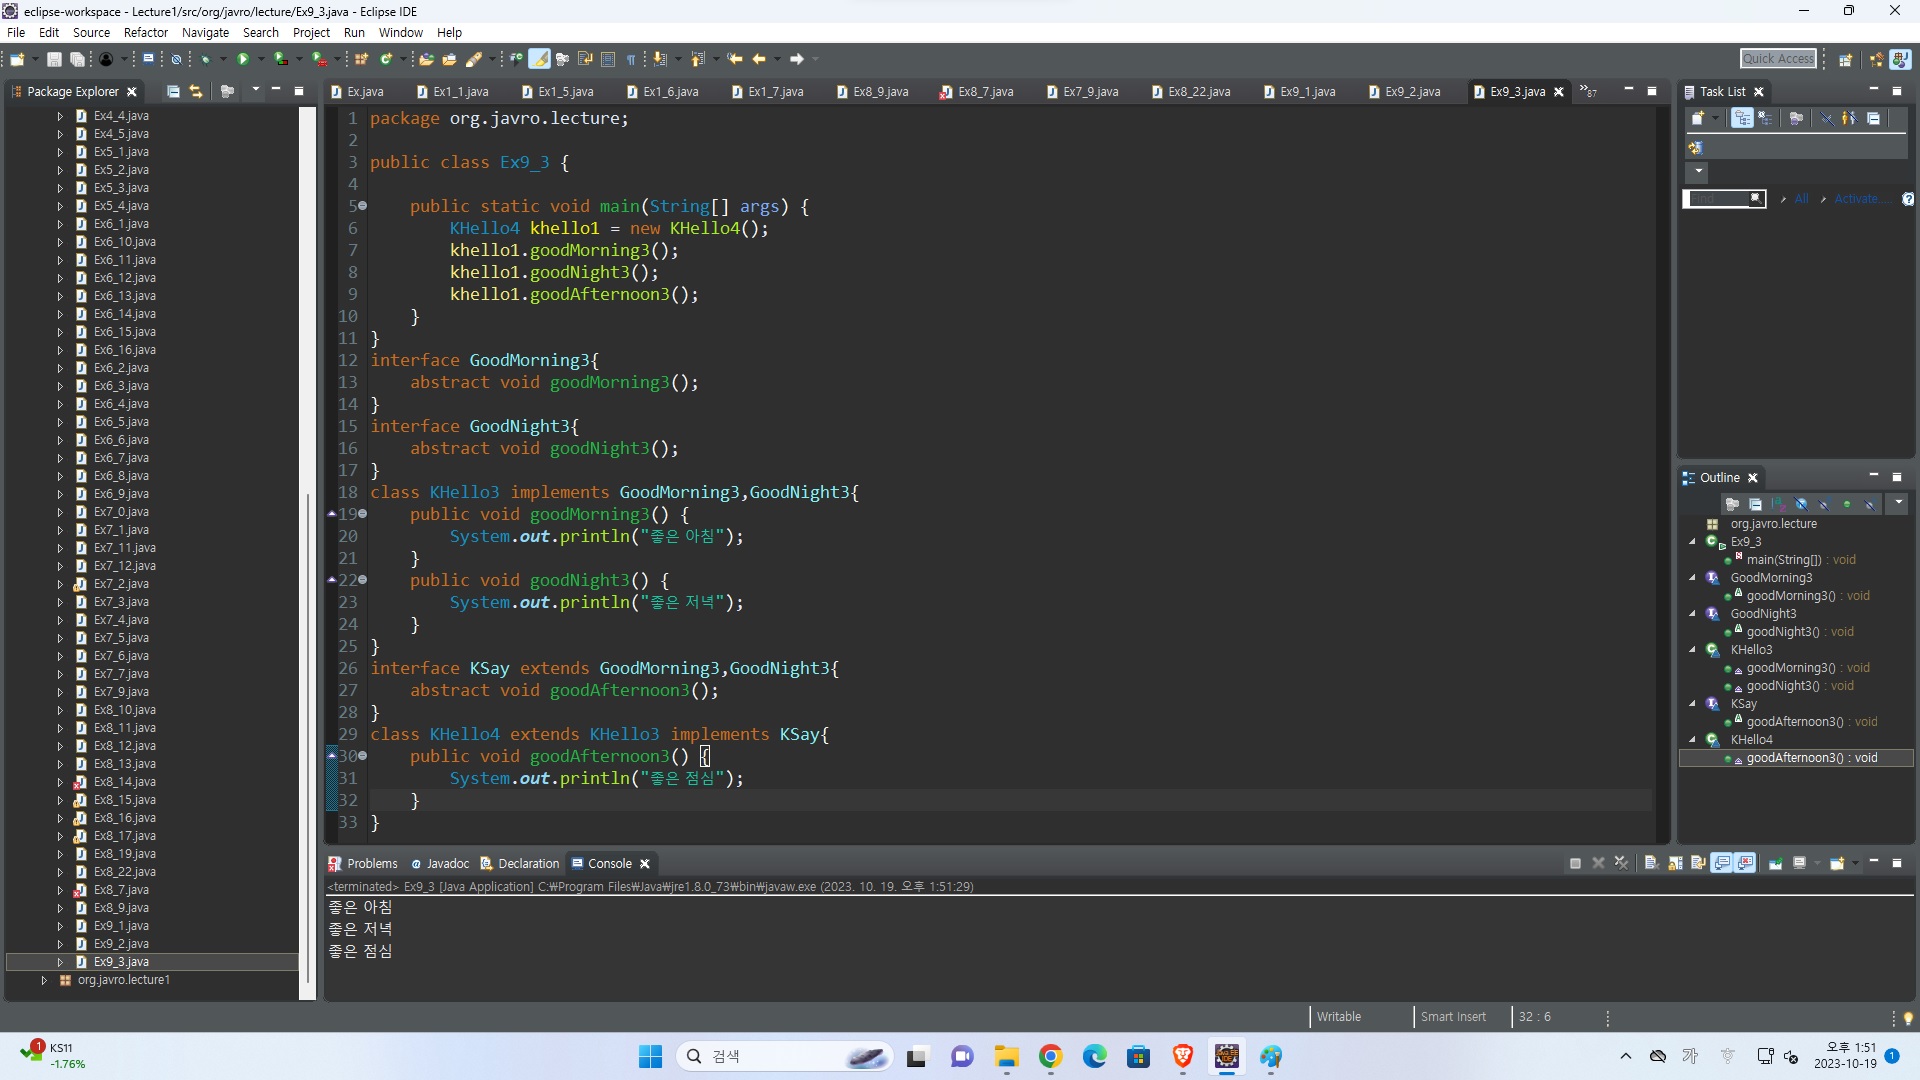 eclipse-workspace - Lecture1/src/org/javro/lecture/Ex9_3.java - Eclipse IDE
File Edit Source Refactor Navigate Search Project Run Window Help
Quick Access
Package Explorer
Ex4_4.java
Ex4_5.java
Ex5_1.java
Ex5_2.java
Ex5_3.java
Ex5_4.java
Ex6_1.java
Ex6_10.java
Ex6_11.java
Ex6_12.java
Ex6_13.java
Ex6_14.java
Ex6_15.java
Ex6_16.java
Ex6_2.java
Ex6_3.java
Ex6_4.java
Ex6_5.java
Ex6_6.java
Ex6_7.java
Ex6_8.java
Ex6_9.java
Ex7_0.java
Ex7_1.java
Ex7_11.java
Ex7_12.java
Ex7_2.java
Ex7_3.java
Ex7_4.java
Ex7_5.java
Ex7_6.java
Ex7_7.java
Ex7_9.java
Ex8_10.java
Ex8_11.java
Ex8_12.java
Ex8_13.java
Ex8_14.java
Ex8_15.java
Ex8_16.java
Ex8_17.java
Ex8_19.java
Ex8_22.java
Ex8_7.java
Ex8_9.java
Ex9_1.java
Ex9_2.java
Ex9_3.java
org.javro.lecture1
Ex.java Ex1_1.java Ex1_5.java Ex1_6.java Ex1_7.java Ex8_9.java Ex8_7.java Ex7_9.java Ex8_22.java Ex9_1.java Ex9_2.java Ex9_3.java »87
1 package org.javro.lecture;
2
3 public class Ex9_3 {
4
5 public static void main(String[] args) {
6 KHello4 khello1 = new KHello4();
7 khello1.goodMorning3();
8 khello1.goodNight3();
9 khello1.goodAfternoon3();
10 }
11 }
12 interface GoodMorning3{
13 abstract void goodMorning3();
14 }
15 interface GoodNight3{
16 abstract void goodNight3();
17 }
18 class KHello3 implements GoodMorning3,GoodNight3{
19 public void goodMorning3() {
20 System.out.println("좋은 아침");
21 }
22 public void goodNight3() {
23 System.out.println("좋은 저녁");
24 }
25 }
26 interface KSay extends GoodMorning3,GoodNight3{
27 abstract void goodAfternoon3();
28 }
29 class KHello4 extends KHello3 implements KSay{
30 public void goodAfternoon3() {
31 System.out.println("좋은 점심");
32 }
33 }
Task List
Find All Activate...
Outline
org.javro.lecture
Ex9_3
main(String[]) : void
GoodMorning3
goodMorning3() : void
GoodNight3
goodNight3() : void
KHello3
goodMorning3() : void
goodNight3() : void
KSay
goodAfternoon3() : void
KHello4
goodAfternoon3() : void
Problems Javadoc Declaration Console
<terminated> Ex9_3 [Java Application] C:₩Program Files₩Java₩jre1.8.0_73₩bin₩javaw.exe (2023. 10. 19. 오후 1:51:29)
좋은 아침
좋은 저녁
좋은 점심
Writable Smart Insert 32 : 6
1
KS11
-1.76%
검색
가
오후 1:51
2023-10-19
1